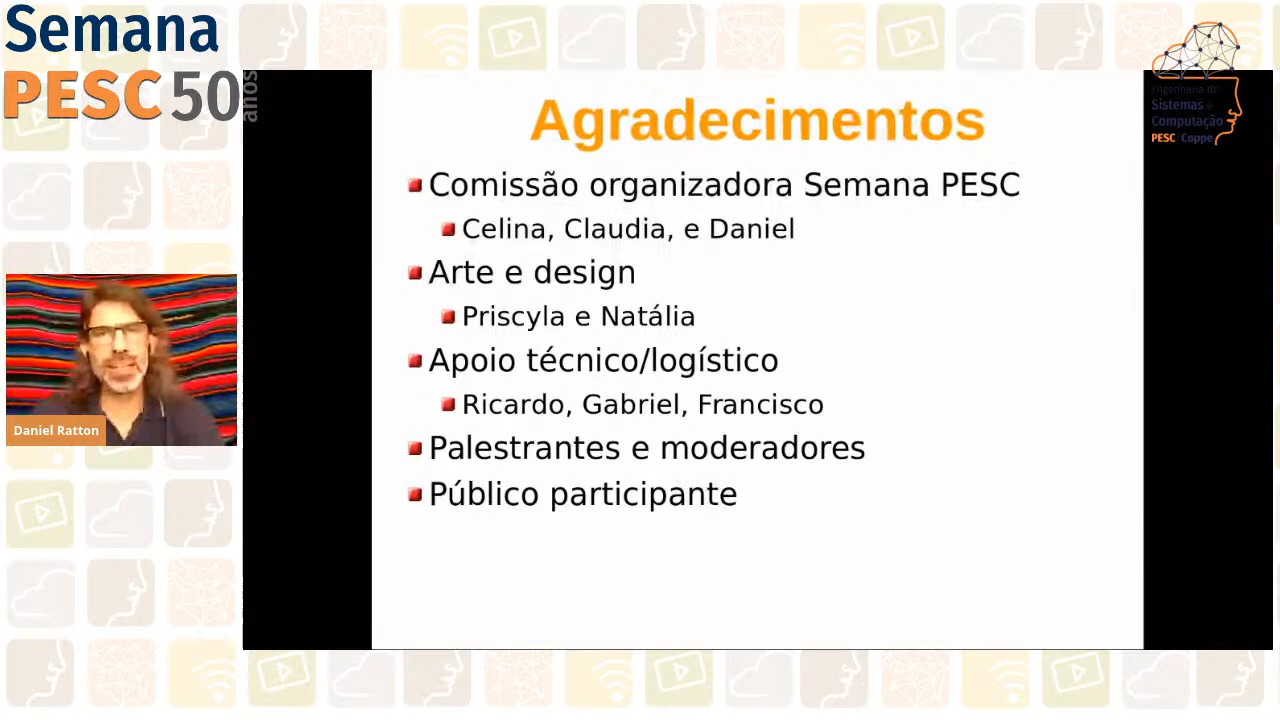 Semana
PESC 50
anos
Engenharia de
Sistemas e
Computação
PESC Coppe
Agradecimentos
Comissão organizadora Semana PESC
Celina, Claudia, e Daniel
Arte e design
Priscyla e Natália
Apoio técnico/logístico
Ricardo, Gabriel, Francisco
Palestrantes e moderadores
Público participante
Daniel Ratton